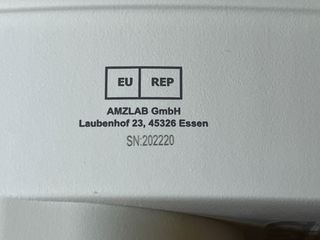 EU REP
AMZLAB GmbH
Laubenhof 23, 45326 Essen
SN:202220